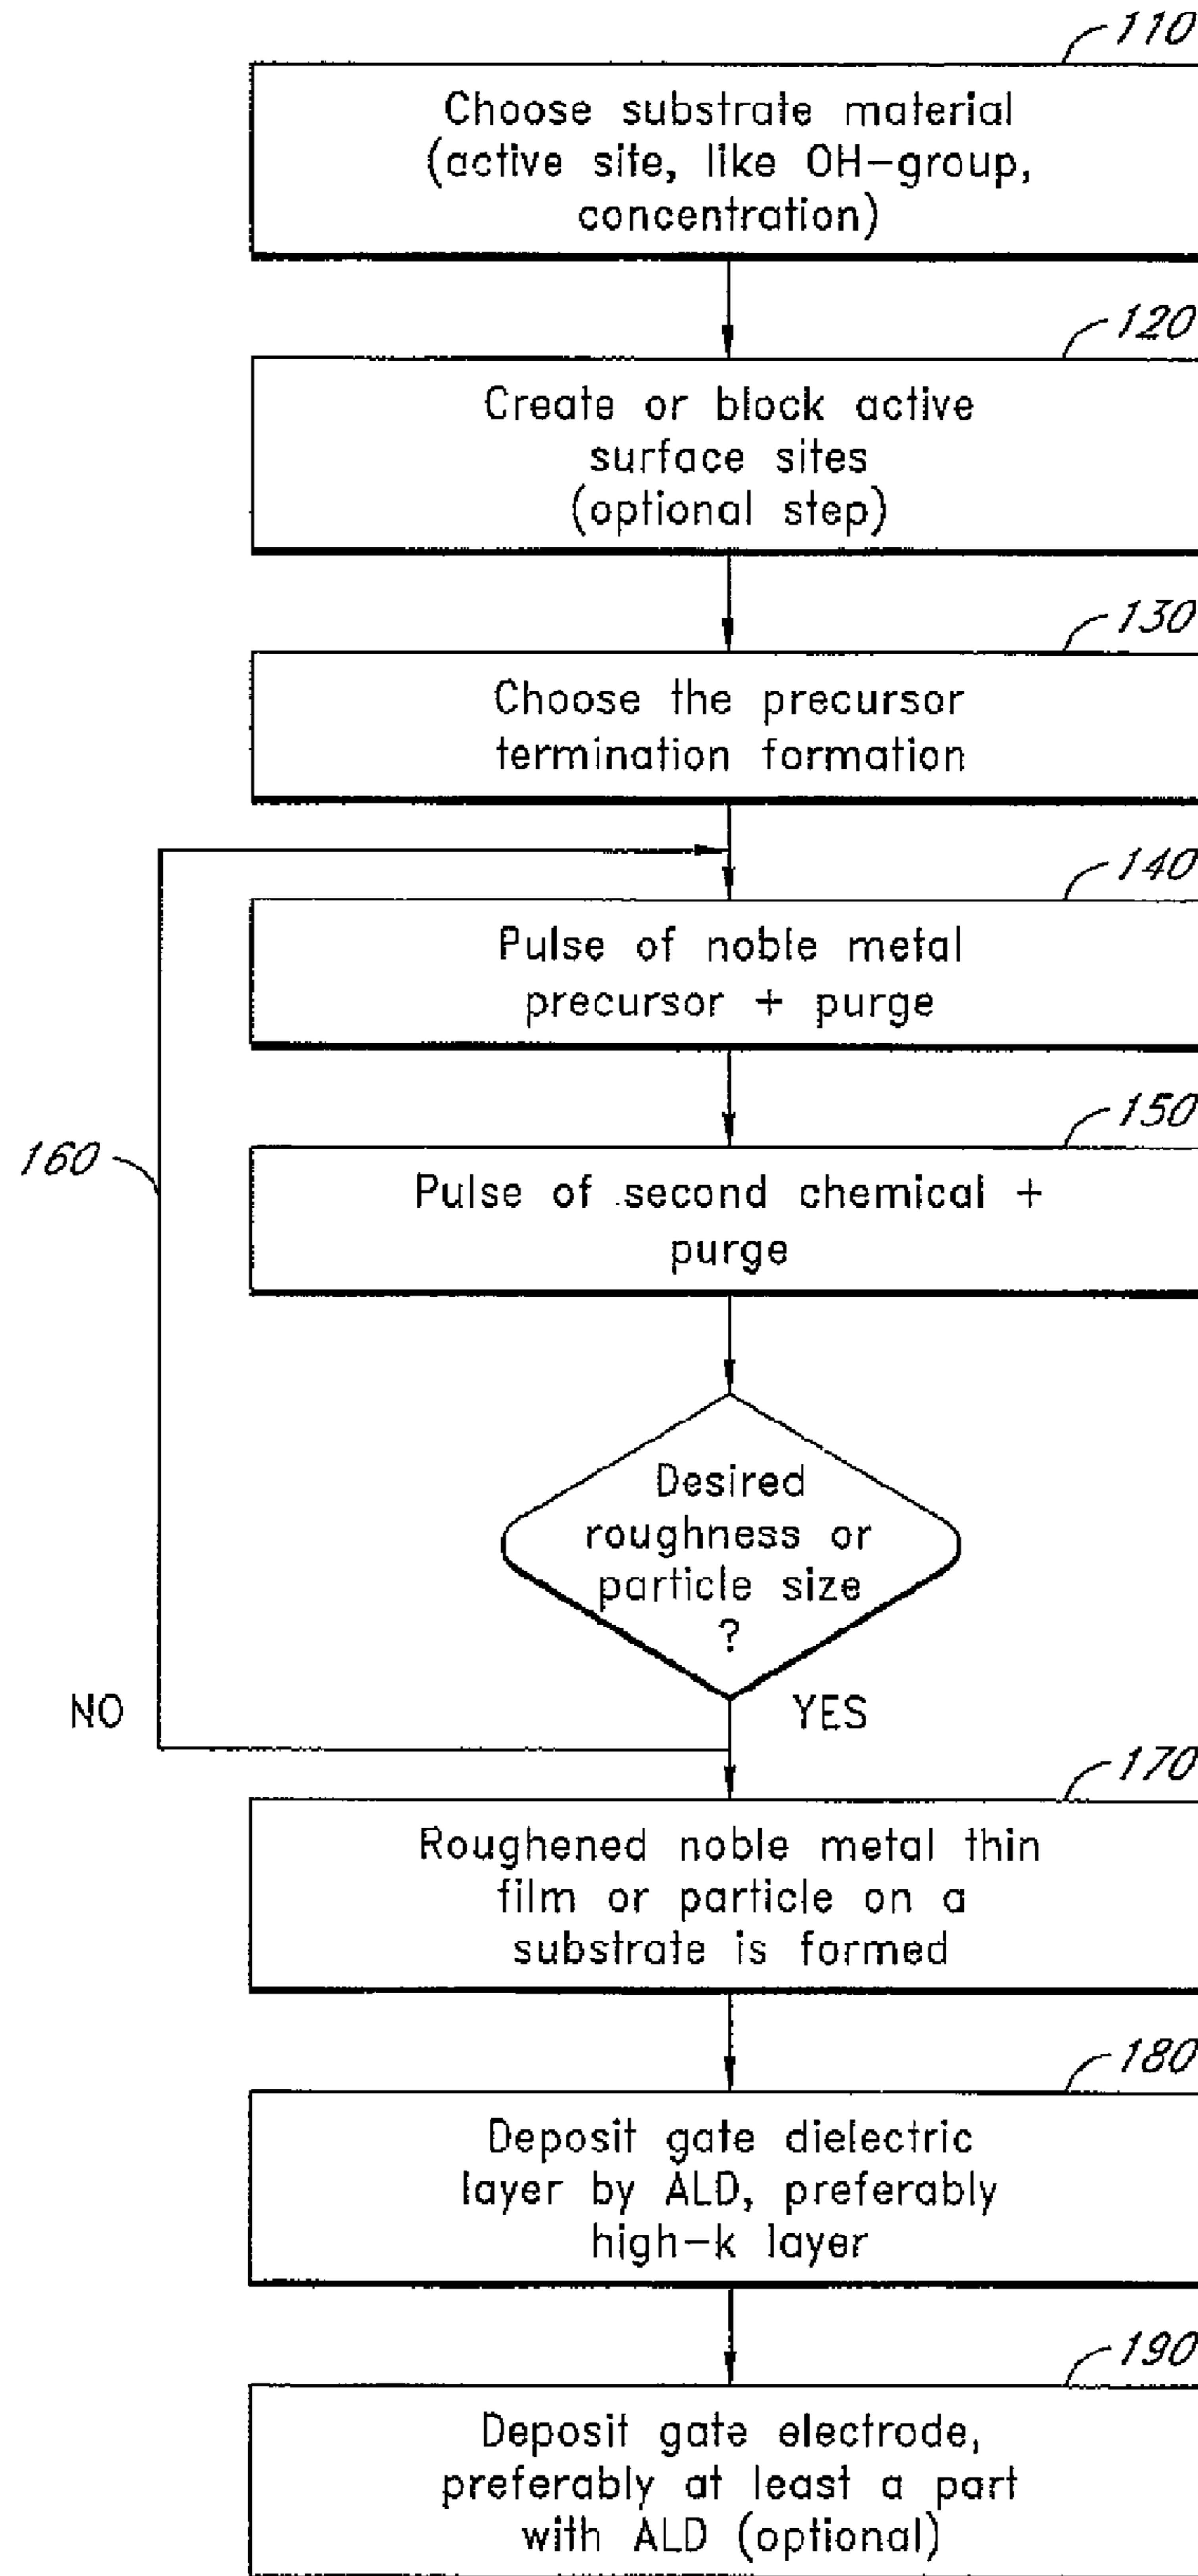 110
Choose substrate material
(active site, like OH-group,
concentration)
120
Create or block active
surface sites
(optional step)
130
Choose the precursor
termination formation
140
Pulse of noble metal
precursor + purge
150
160
Pulse of second chemical +
purge
Desired
roughness or
particle size
?
NO
YES
170
Roughened noble metal thin
film or particle on a
substrate is formed
180
Deposit gate dielectric
layer by ALD, preferably
high-k layer
190
Deposit gate electrode,
preferably at least a part
with ALD (optional)